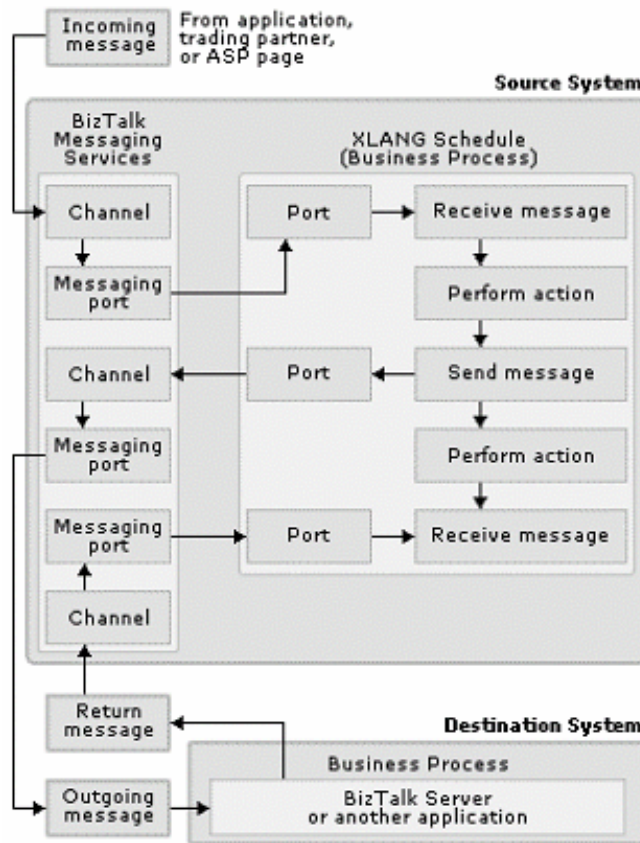 Incoming
message
From application,
trading partner,
or ASP page
Source System
BizTalk
Messaging
Services
XLANG Schedule
(Business Process)
Channel
Port
Receive message
Messaging
port
Perform action
Channel
Port
Send message
Messaging
port
Perform action
Messaging
port
Port
Receive message
Channel
Return
message
Destination System
Business Process
Outgoing
message
BizTalk Server
or another application